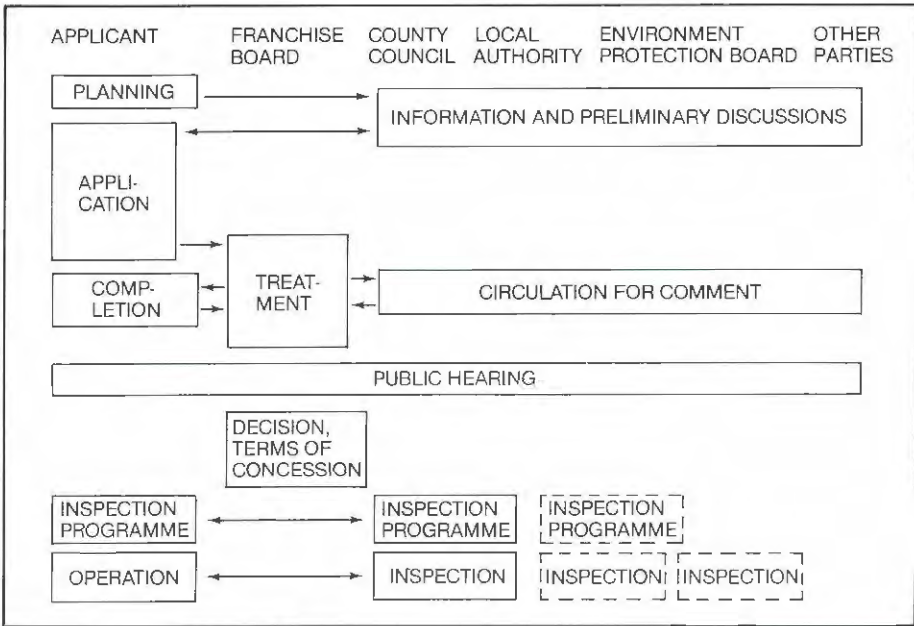 APPLICANT
FRANCHISE
BOARD
COUNTY
COUNCIL
LOCAL
AUTHORITY
ENVIRONMENT
PROTECTION BOARD
OTHER
PARTIES
PLANNING
INFORMATION AND PRELIMINARY DISCUSSIONS
APPLI-
CATION
COMP-
LETION
TREAT-
MENT
CIRCULATION FOR COMMENT
PUBLIC HEARING
DECISION,
TERMS OF
CONCESSION
INSPECTION
PROGRAMME
INSPECTION
PROGRAMME
INSPECTION
PROGRAMME
OPERATION
INSPECTION
INSPECTION
INSPECTION